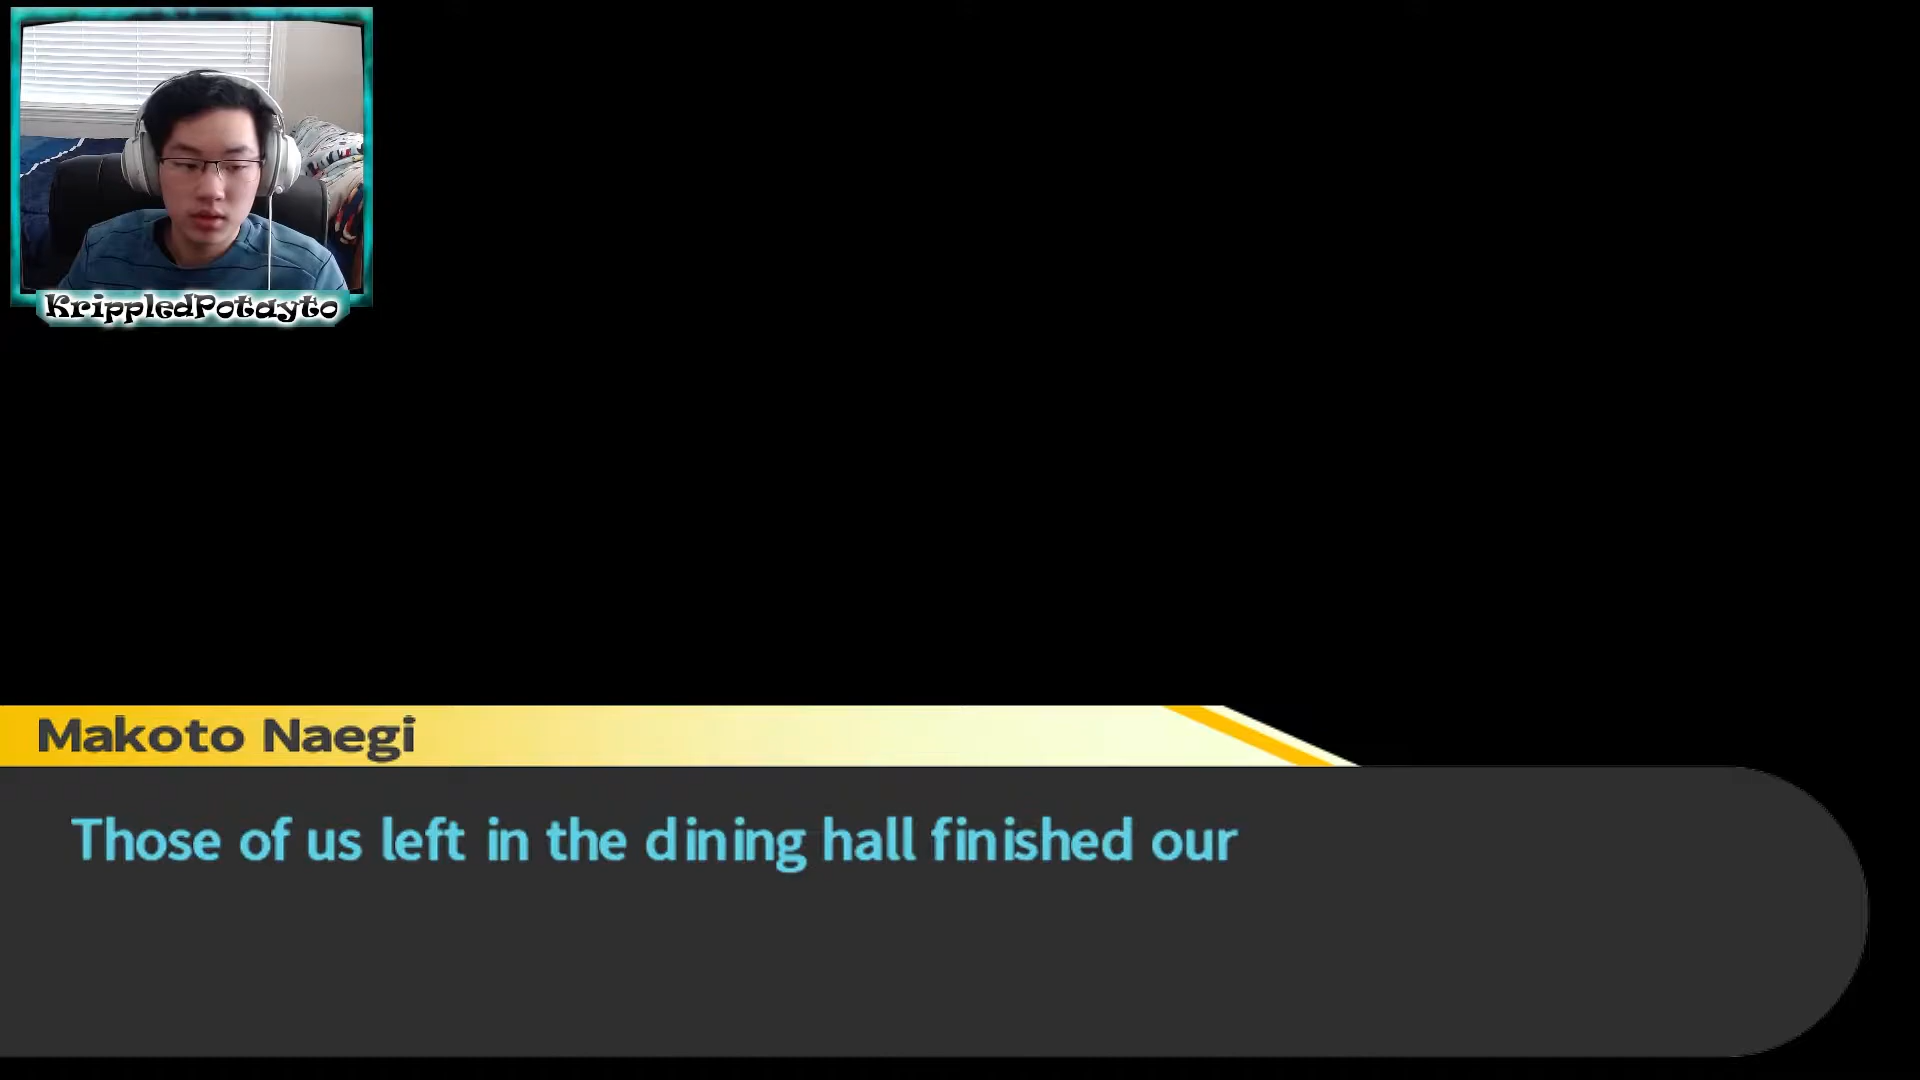 KrippledPotayto
Makoto Naegi
Those of us left in the dining hall finished our